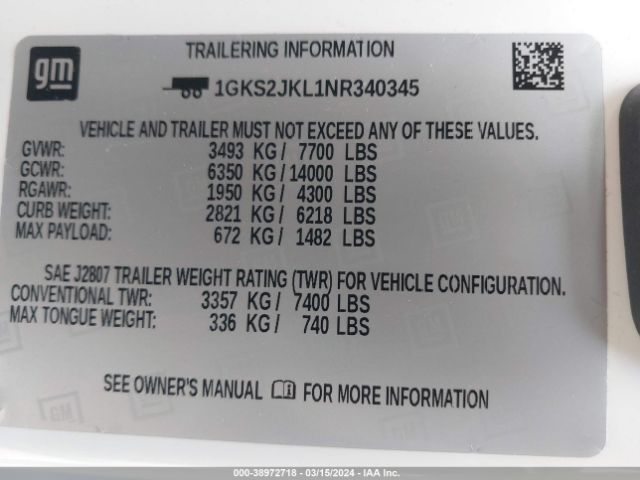 gm
TRAILERING INFORMATION
1GKS2JKL1NR340345
VEHICLE AND TRAILER MUST NOT EXCEED ANY OF THESE VALUES.
GVWR: 3493 KG / 7700 LBS
GCWR: 6350 KG / 14000 LBS
RGAWR: 1950 KG / 4300 LBS
CURB WEIGHT: 2821 KG / 6218 LBS
MAX PAYLOAD: 672 KG / 1482 LBS
SAE J2807 TRAILER WEIGHT RATING (TWR) FOR VEHICLE CONFIGURATION.
CONVENTIONAL TWR: 3357 KG / 7400 LBS
MAX TONGUE WEIGHT: 336 KG / 740 LBS
SEE OWNER'S MANUAL FOR MORE INFORMATION
GM
000-38972718 - 03/15/2024 - IAA Inc.